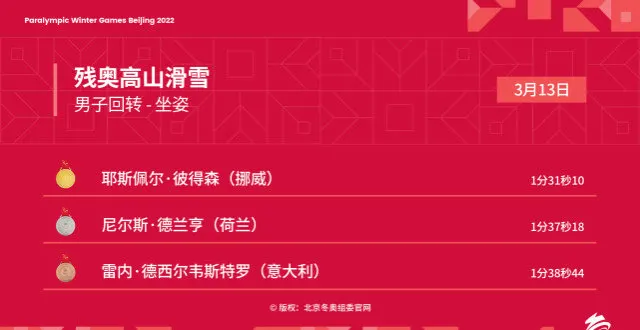 Paralympic Winter Games Beijing 2022
残奥高山滑雪
男子回转 - 坐姿
3月13日
耶斯佩尔·彼得森（挪威） 1分31秒10
尼尔斯·德兰亨（荷兰） 1分37秒18
雷内·德西尔韦斯特罗（意大利） 1分38秒44
© 版权：北京冬奥组委官网